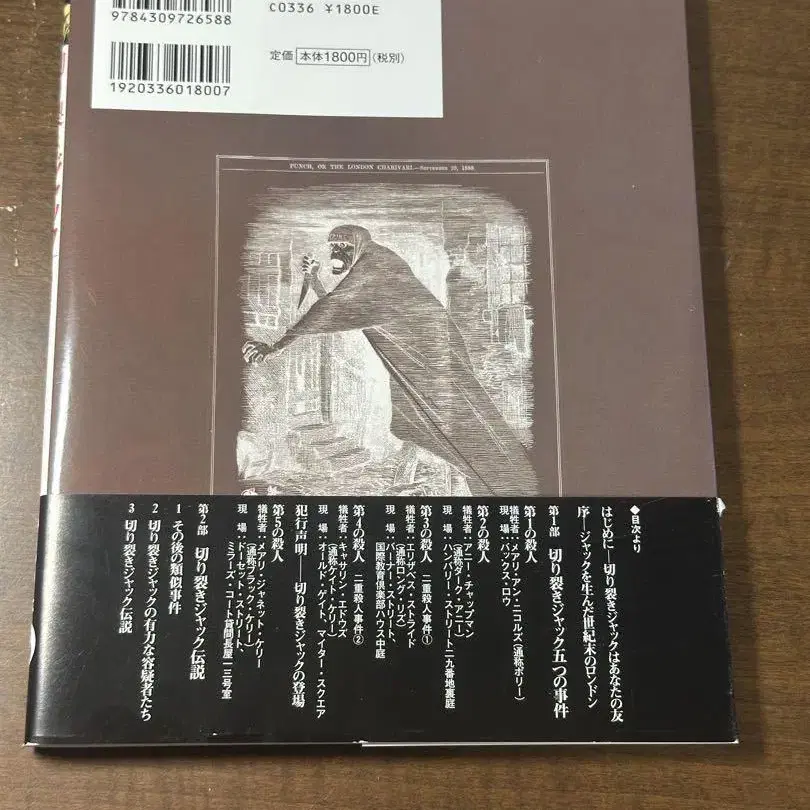 9784309726588
C0336 ¥1800E
定価 本体1800円(税別)
1920336018007
PUNCH, OR THE LONDON CHARIVARI.—September 29, 1888.
◆目次より
はじめに——切り裂きジャックはあなたの友
序——ジャックを生んだ世紀末のロンドン
第1部 切り裂きジャック五つの事件
第1の殺人
犠牲者：メアリ・アン・ニコルズ(通称ポリー)
現場：バックス・ロウ
第2の殺人
犠牲者：アニー・チャップマン
(通称ダーク・アニー)
現場：ハンバリー・ストリート二九番地裏庭
第3の殺人 二重殺人事件①
犠牲者：エリザベス・ストライド
(通称ロング・リズ)
現場：バーナー・ストリート、
国際教育倶楽部ハウス中庭
第4の殺人 二重殺人事件②
犠牲者：キャサリン・エドウズ
(通称ケイト・ケリー)
現場：オールド・ゲイト、マイター・スクエア
犯行声明——切り裂きジャックの登場
第5の殺人
犠牲者：メアリ・ジャネット・ケリー
(通称ブラック・ケリー)
現場：ドーセット・ストリート、
ミラーズ・コート貸間長屋一三号室
第2部 切り裂きジャック伝説
1 その後の類似事件
2 切り裂きジャックの有力な容疑者たち
3 切り裂きジャック伝説